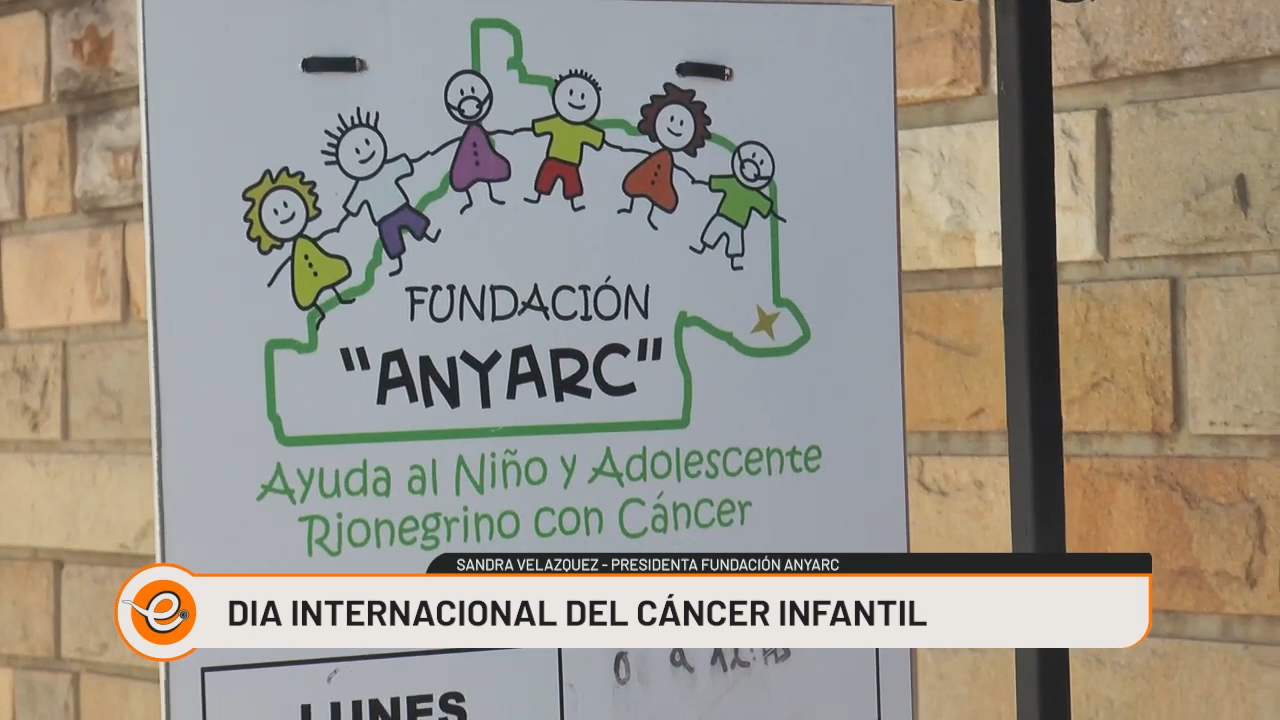 FUNDACIÓN
"ANYARC"
Ayuda al Niño y Adolescente
Rionegrino con Cáncer
SANDRA VELAZQUEZ - PRESIDENTA FUNDACIÓN ANYARC
e
DIA INTERNACIONAL DEL CÁNCER INFANTIL
LUNES